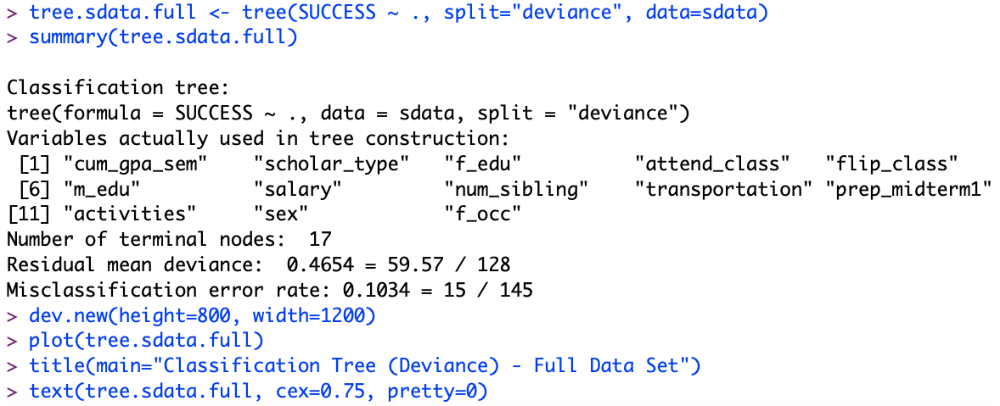 > tree.sdata.full <- tree(SUCCESS ~ ., split="deviance", data=sdata)
> summary(tree.sdata.full)

Classification tree:
tree(formula = SUCCESS ~ ., data = sdata, split = "deviance")
Variables actually used in tree construction:
 [1] "cum_gpa_sem"    "scholar_type"   "f_edu"          "attend_class"   "flip_class"
 [6] "m_edu"          "salary"         "num_sibling"    "transportation" "prep_midterm1"
[11] "activities"     "sex"            "f_occ"
Number of terminal nodes:  17
Residual mean deviance:  0.4654 = 59.57 / 128
Misclassification error rate: 0.1034 = 15 / 145
> dev.new(height=800, width=1200)
> plot(tree.sdata.full)
> title(main="Classification Tree (Deviance) - Full Data Set")
> text(tree.sdata.full, cex=0.75, pretty=0)